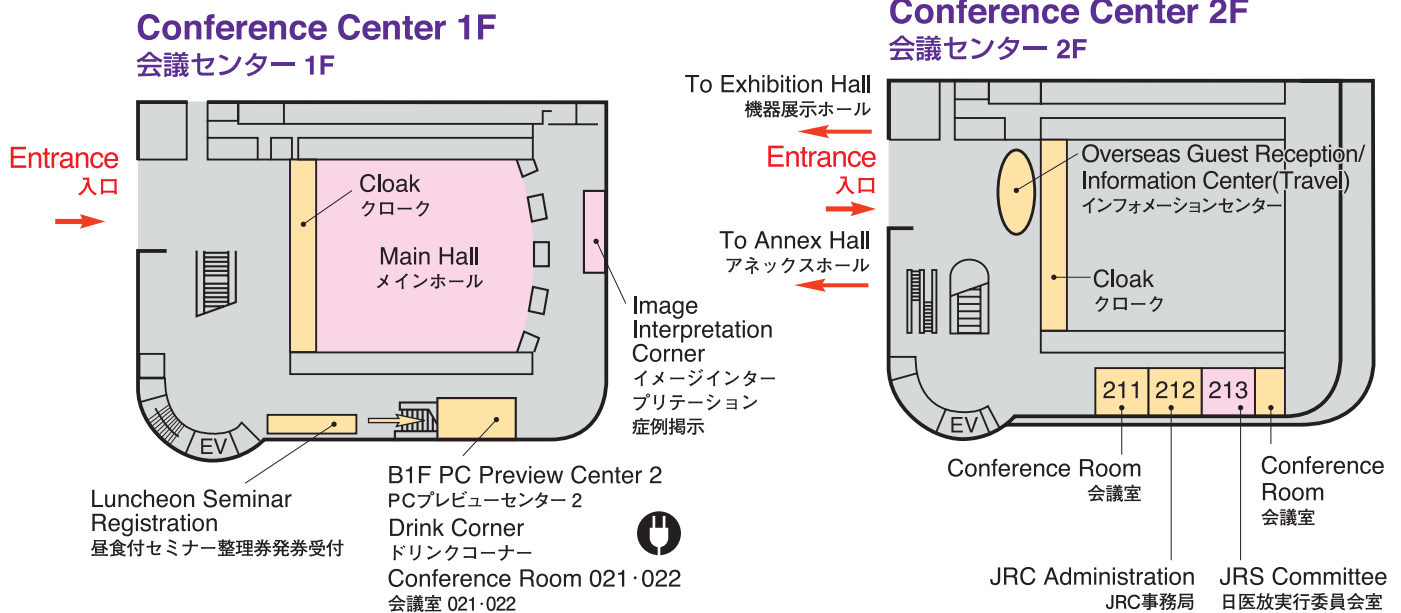 Conference Center 1F
会議センター 1F
Entrance
入口
Cloak
クローク
Main Hall
メインホール
Image
Interpretation
Corner
イメージインター
プリテーション
症例掲示
EV
Luncheon Seminar
Registration
昼食付セミナー整理券発券受付
B1F PC Preview Center 2
PCプレビューセンター 2
Drink Corner
ドリンクコーナー
Conference Room 021·022
会議室 021·022
Conference Center 2F
会議センター 2F
To Exhibition Hall
機器展示ホール
Entrance
入口
To Annex Hall
アネックスホール
Overseas Guest Reception/
Information Center(Travel)
インフォメーションセンター
Cloak
クローク
211 212 213
EV
Conference Room
会議室
Conference
Room
会議室
JRC Administration
JRC事務局
JRS Committee
日医放実行委員会室